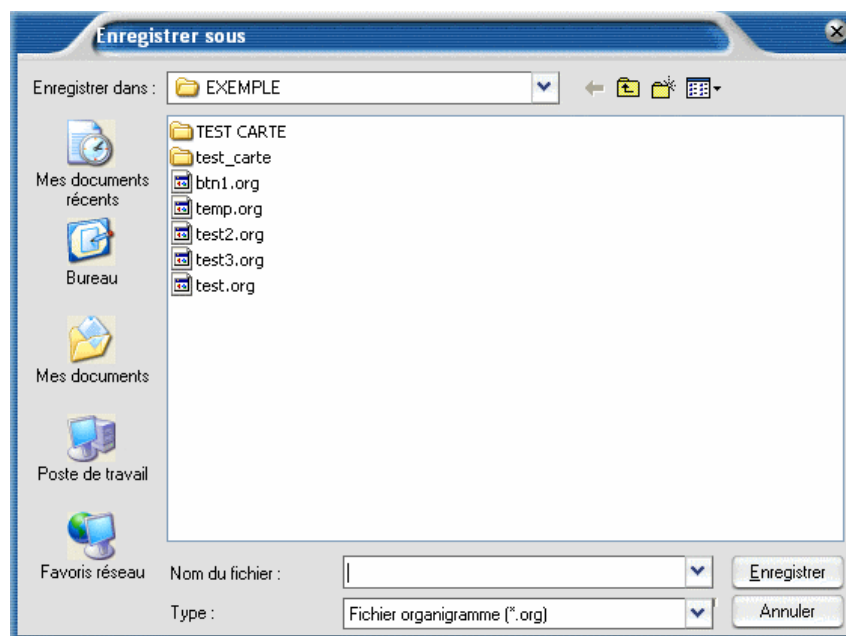 Enregistrer sous
Enregistrer dans :
EXEMPLE
Mes documents
récents
Bureau
Mes documents
Poste de travail
Favoris réseau
TEST CARTE
test_carte
btn1.org
temp.org
test2.org
test3.org
test.org
Nom du fichier :
Enregistrer
Type :
Fichier organigramme (*.org)
Annuler